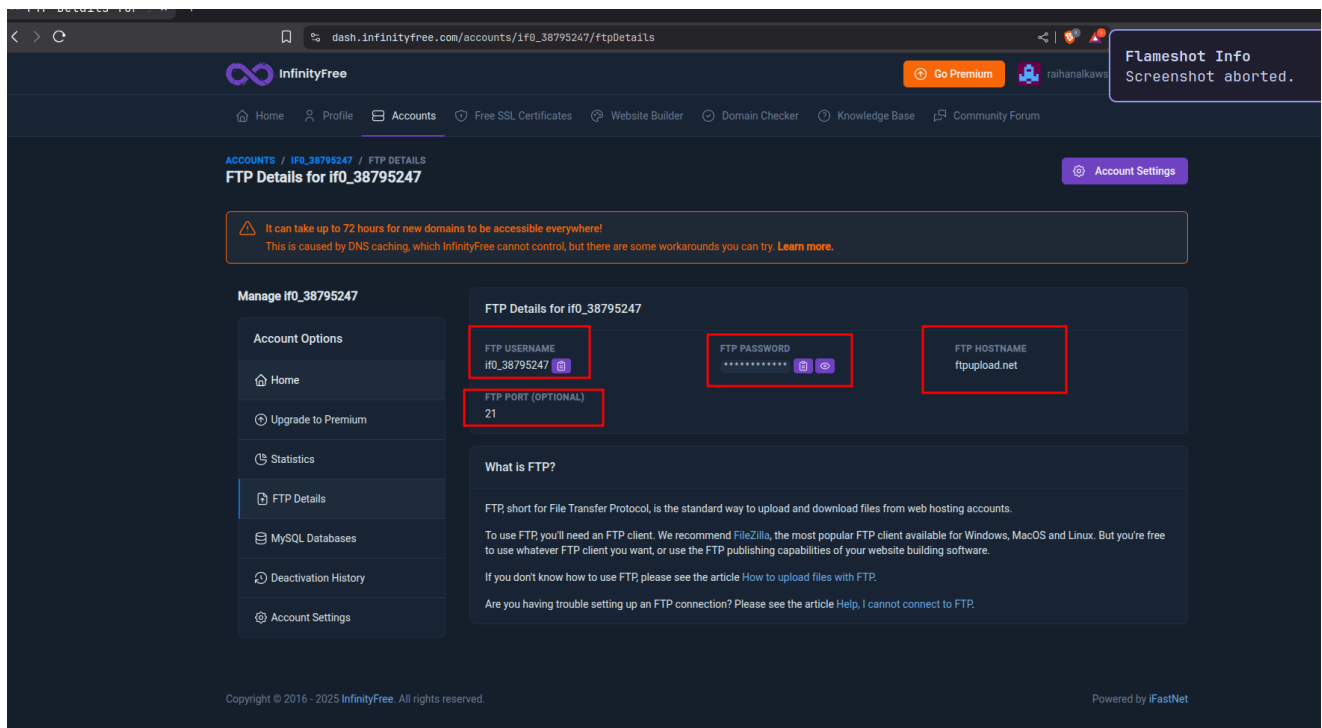 dash.infinityfree.com/accounts/if0_38795247/ftpDetails
Flameshot Info
Screenshot aborted.
InfinityFree
Go Premium
raihanalkaws
Home
Profile
Accounts
Free SSL Certificates
Website Builder
Domain Checker
Knowledge Base
Community Forum
ACCOUNTS / IF0_38795247 / FTP DETAILS
FTP Details for if0_38795247
Account Settings
It can take up to 72 hours for new domains to be accessible everywhere!
This is caused by DNS caching, which InfinityFree cannot control, but there are some workarounds you can try. Learn more.
Manage if0_38795247
Account Options
Home
Upgrade to Premium
Statistics
FTP Details
MySQL Databases
Deactivation History
Account Settings
FTP Details for if0_38795247
FTP USERNAME
if0_38795247
FTP PASSWORD
************
FTP HOSTNAME
ftpupload.net
FTP PORT (OPTIONAL)
21
What is FTP?
FTP, short for File Transfer Protocol, is the standard way to upload and download files from web hosting accounts.
To use FTP, you'll need an FTP client. We recommend FileZilla, the most popular FTP client available for Windows, MacOS and Linux. But you're free
to use whatever FTP client you want, or use the FTP publishing capabilities of your website building software.
If you don't know how to use FTP, please see the article How to upload files with FTP.
Are you having trouble setting up an FTP connection? Please see the article Help, I cannot connect to FTP.
Copyright © 2016 - 2025 InfinityFree. All rights reserved.
Powered by iFastNet